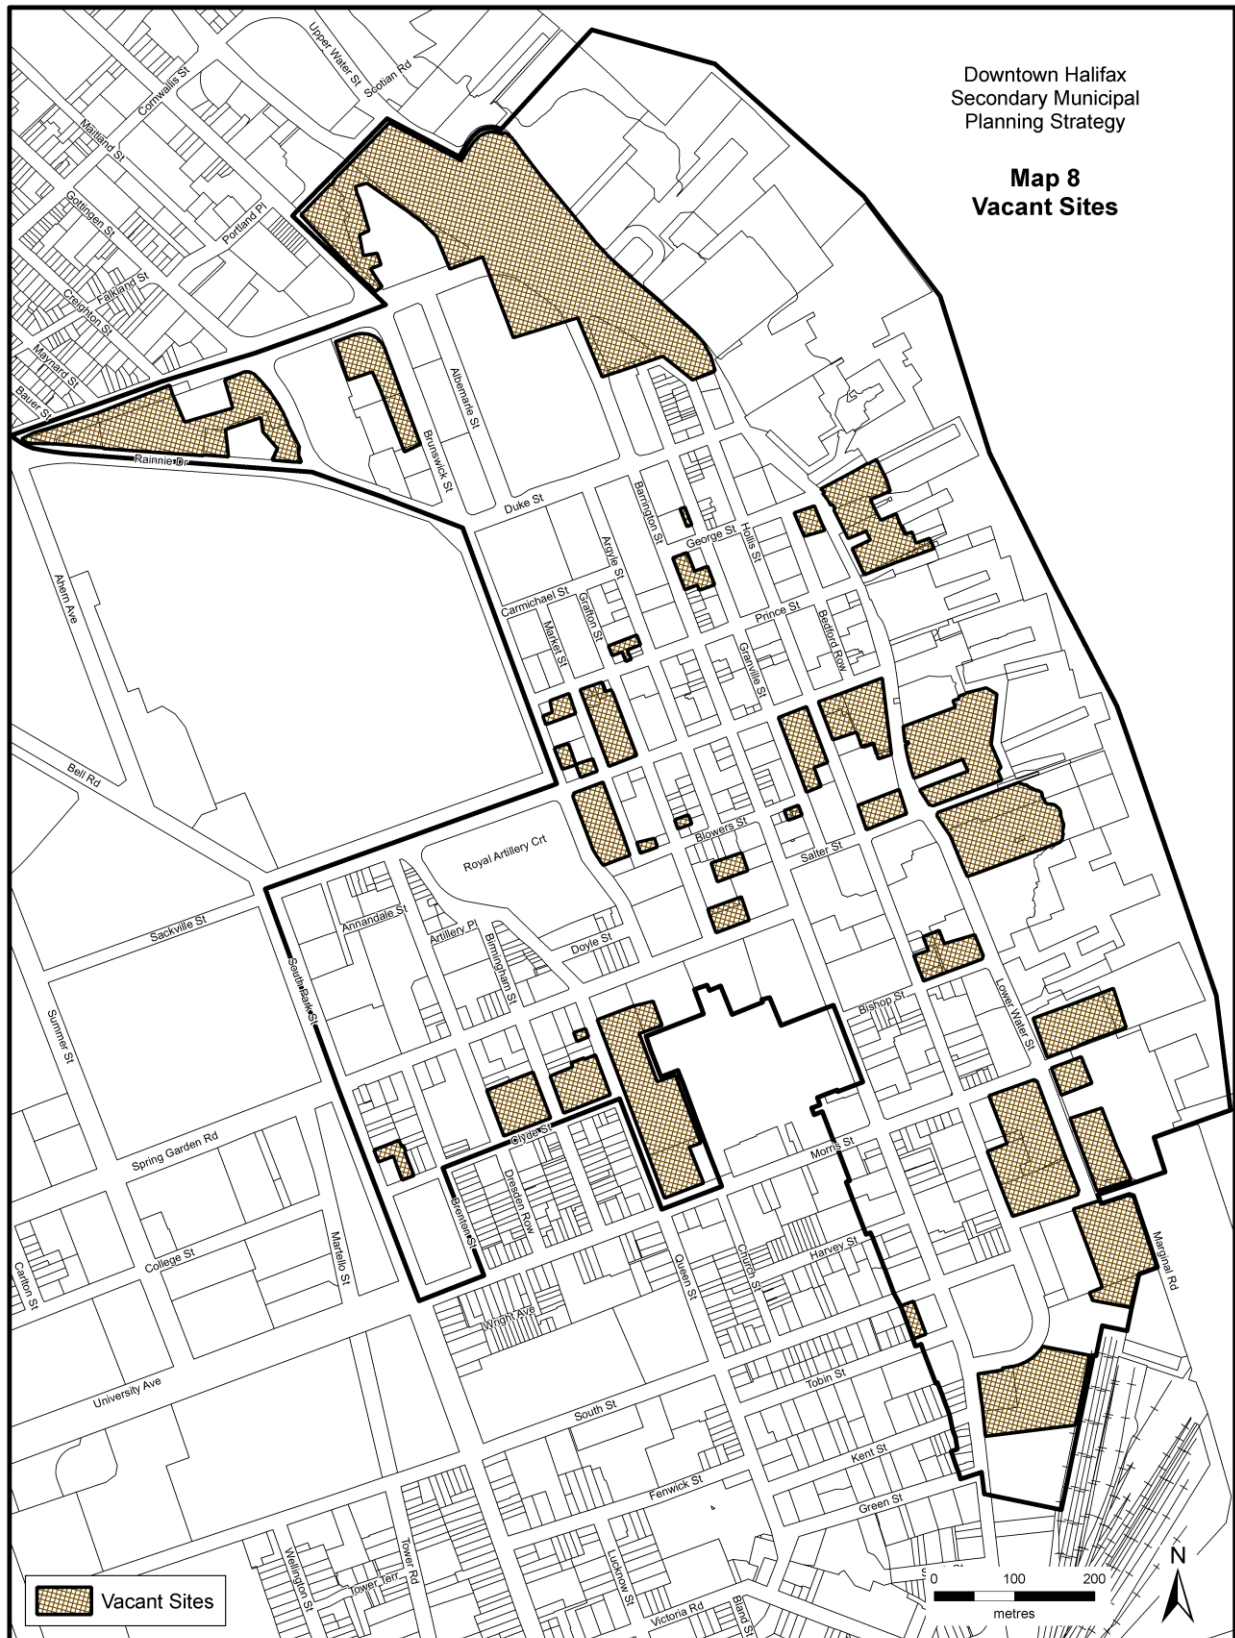 Downtown Halifax
Secondary Municipal
Planning Strategy
Map 8
Vacant Sites
Upper Water St
Scotian Rd
Cornwallis St
Maitland St
Gottingen St
Portland Pl
Falkland St
Creighton St
Maynard St
Bauer St
Rainnie Dr
Albemarle St
Brunswick St
Duke St
Barrington St
Argyle St
George St
Hollis St
Ahern Ave
Carmichael St
Grafton St
Market St
Prince St
Bedford Row
Granville St
Bell Rd
Blowers St
Salter St
Royal Artillery Crt
Annandale St
Artillery Pl
Birmingham St
Doyle St
Sackville St
South Park St
Summer St
Bishop St
Lower Water St
Spring Garden Rd
Clyde St
Morris St
Dresden Row
Brenton St
Martello St
College St
Carlton St
Queen St
Church St
Harvey St
Marginal Rd
Wright Ave
University Ave
Tobin St
South St
Kent St
Fenwick St
Green St
Wellington St
Tower Terr
Tower Rd
Lucknow St
Victoria Rd
Bland St
Vacant Sites
0 100 200
metres
N